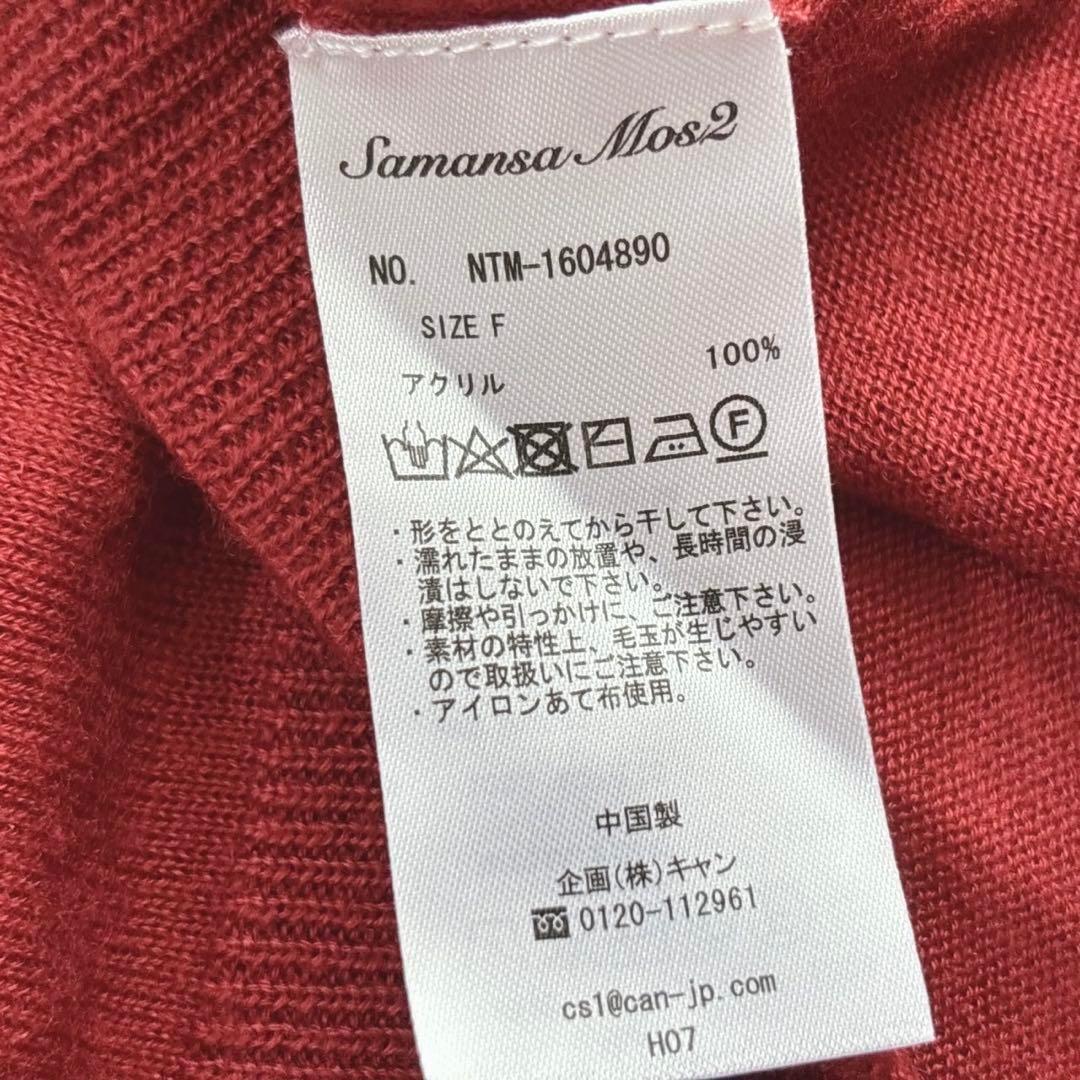 Samansa Mos2
NO. NTM-1604890
SIZE F
アクリル 100%
F
・形をととのえてから干して下さい。
・濡れたままの放置や、長時間の浸
漬はしないで下さい。
・摩擦や引っかけに、ご注意下さい。
・素材の特性上、毛玉が生じやすい
ので取扱いにご注意下さい。
・アイロンあて布使用。
中国製
企画(株)キャン
0120-112961
cs1@can-jp.com
H07